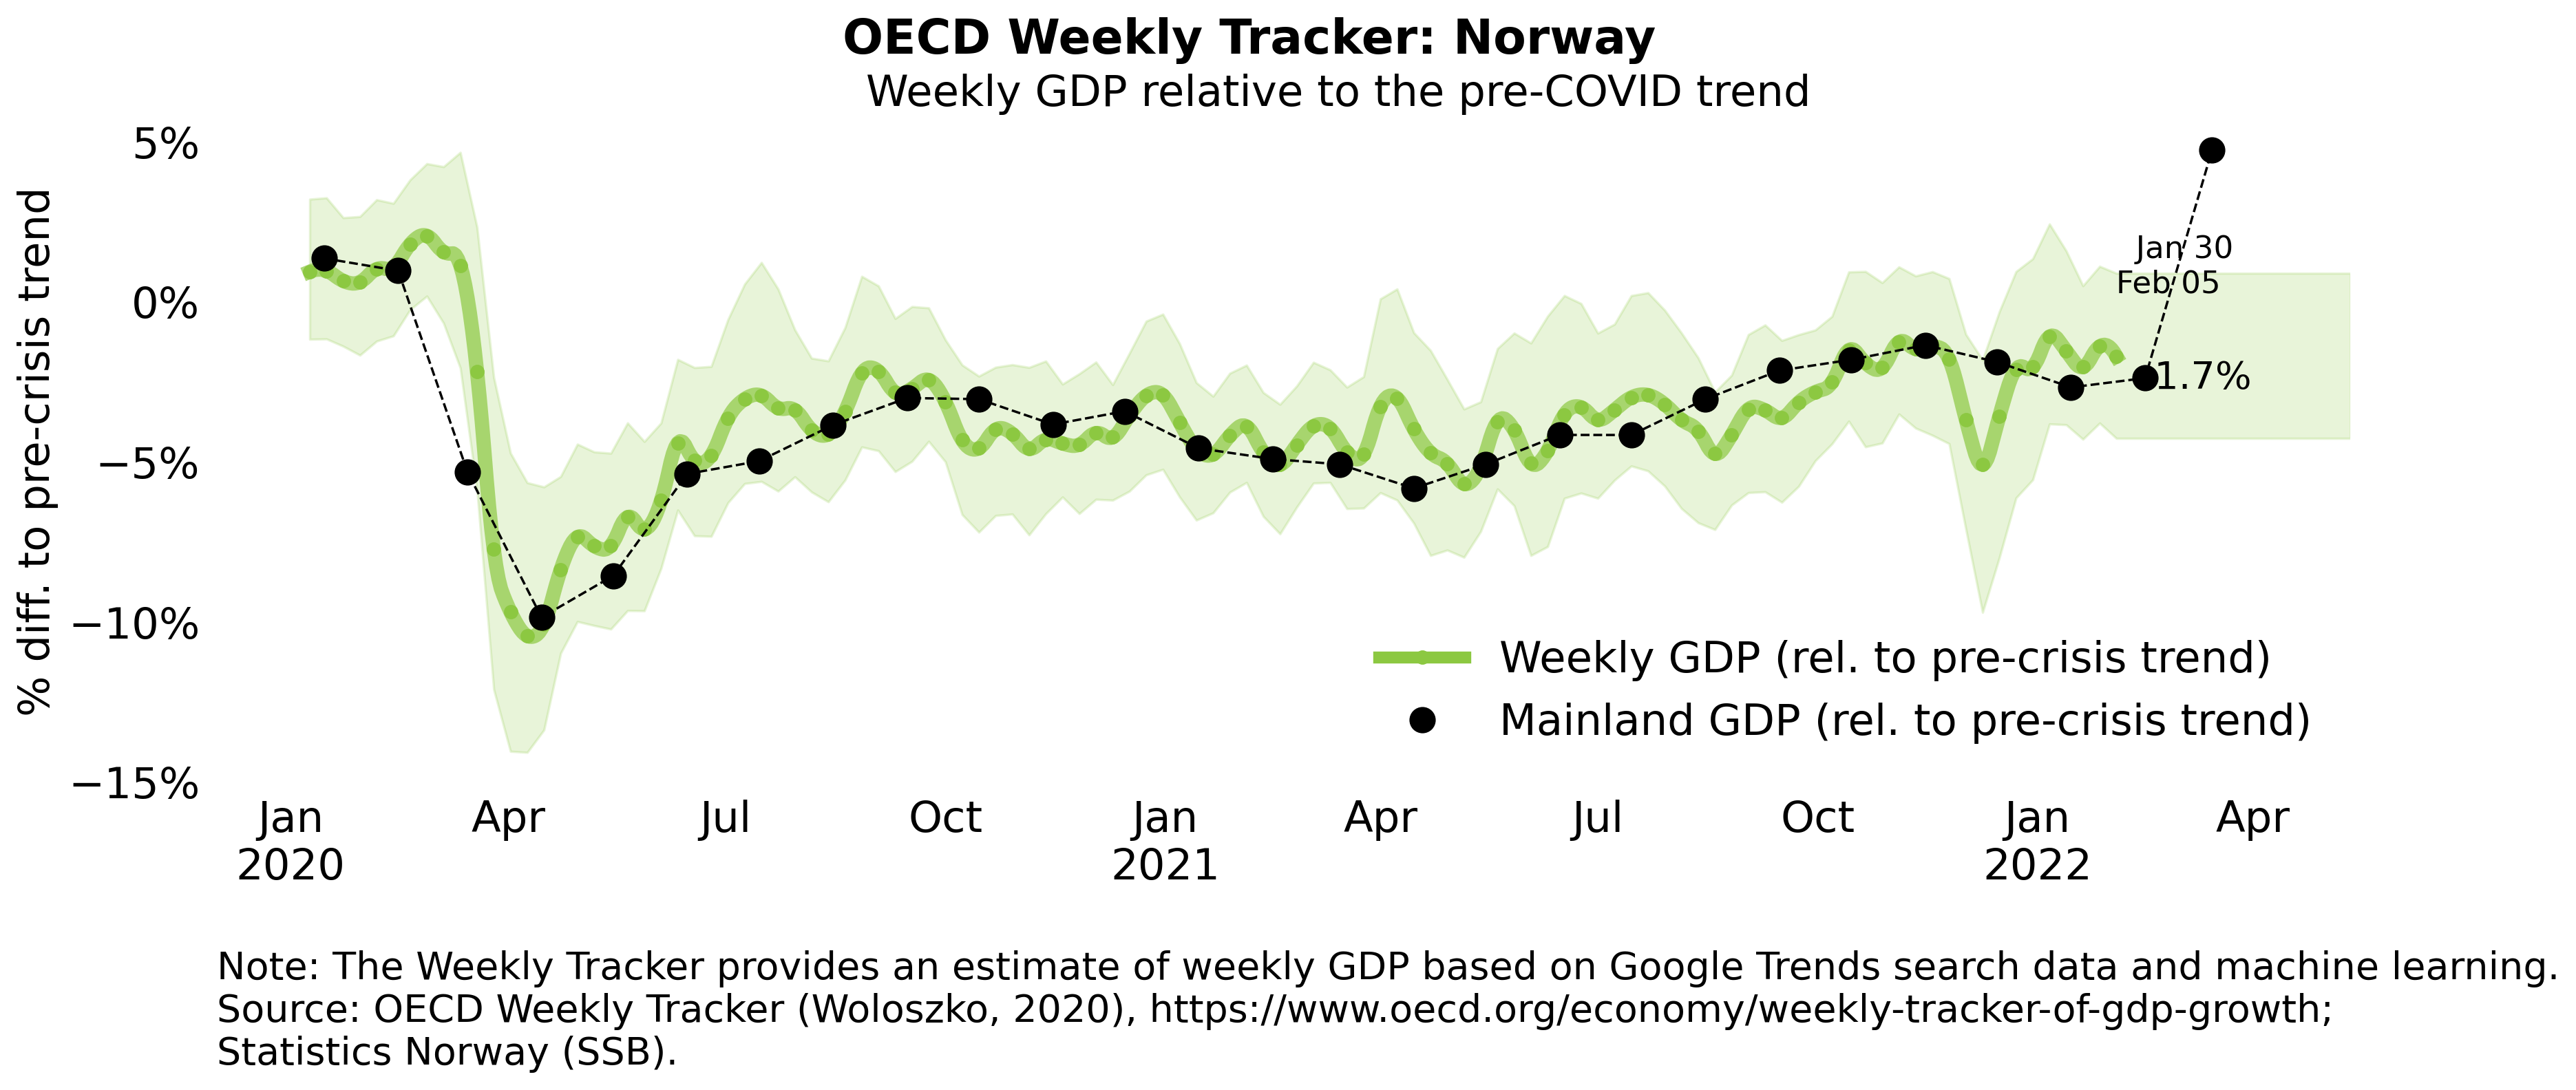 OECD Weekly Tracker: Norway
Weekly GDP relative to the pre-COVID trend
% diff. to pre-crisis trend
5%
0%
−5%
−10%
−15%
Jan 30
Feb 05
1.7%
Weekly GDP (rel. to pre-crisis trend)
Mainland GDP (rel. to pre-crisis trend)
Jan Apr Jul Oct Jan Apr Jul Oct Jan Apr
2020 2021 2022
Note: The Weekly Tracker provides an estimate of weekly GDP based on Google Trends search data and machine learning.
Source: OECD Weekly Tracker (Woloszko, 2020), https://www.oecd.org/economy/weekly-tracker-of-gdp-growth;
Statistics Norway (SSB).